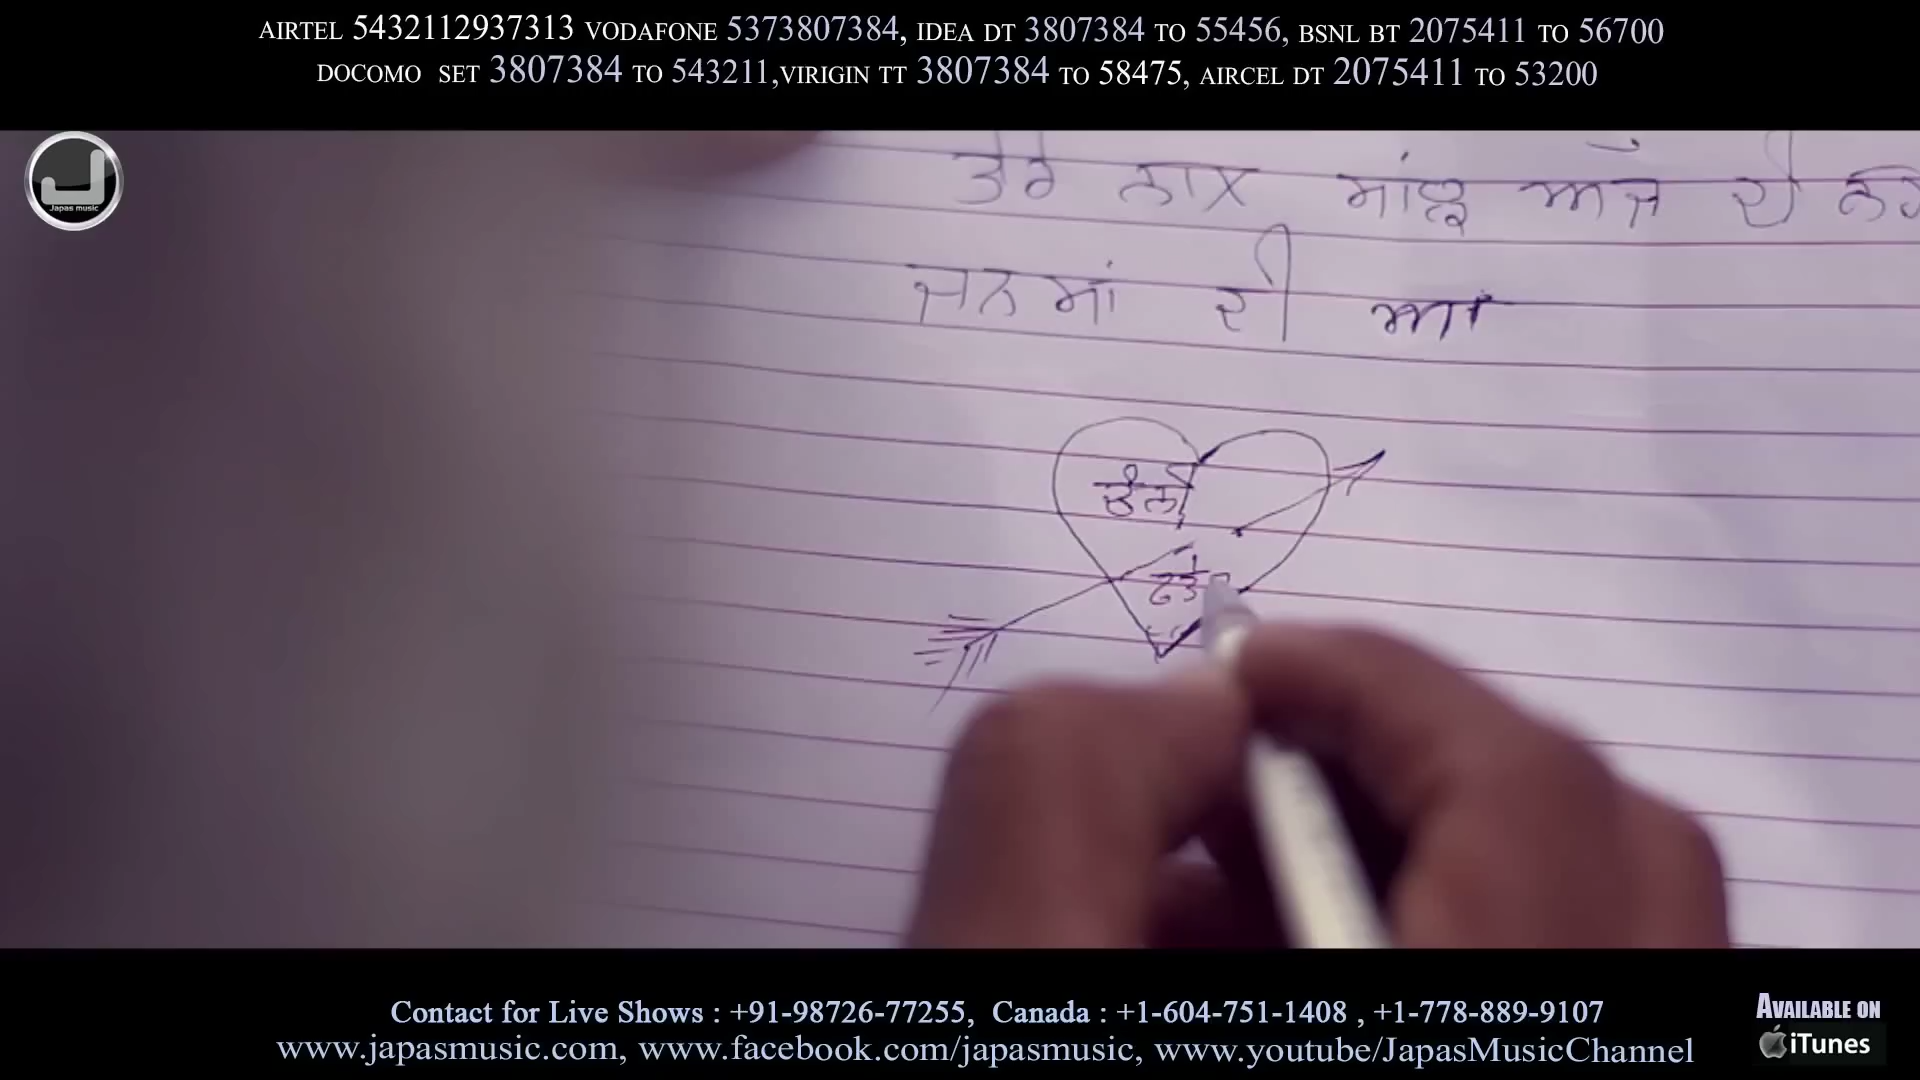 AIRTEL 5432112937313 VODAFONE 5373807384, IDEA DT 3807384 TO 55456, BSNL BT 2075411 TO 56700
DOCOMO SET 3807384 TO 543211,VIRIGIN TT 3807384 TO 58475, AIRCEL DT 2075411 TO 53200
J
Japas music
ਤੇਰੇ ਨਾਲ ਸਾਂਝ ਅੱਜ ਦੀ
ਜਨਮਾਂ ਦੀ ਆ
Contact for Live Shows : +91-98726-77255, Canada : +1-604-751-1408 , +1-778-889-9107
www.japasmusic.com, www.facebook.com/japasmusic, www.youtube/JapasMusicChannel
AVAILABLE ON
iTunes